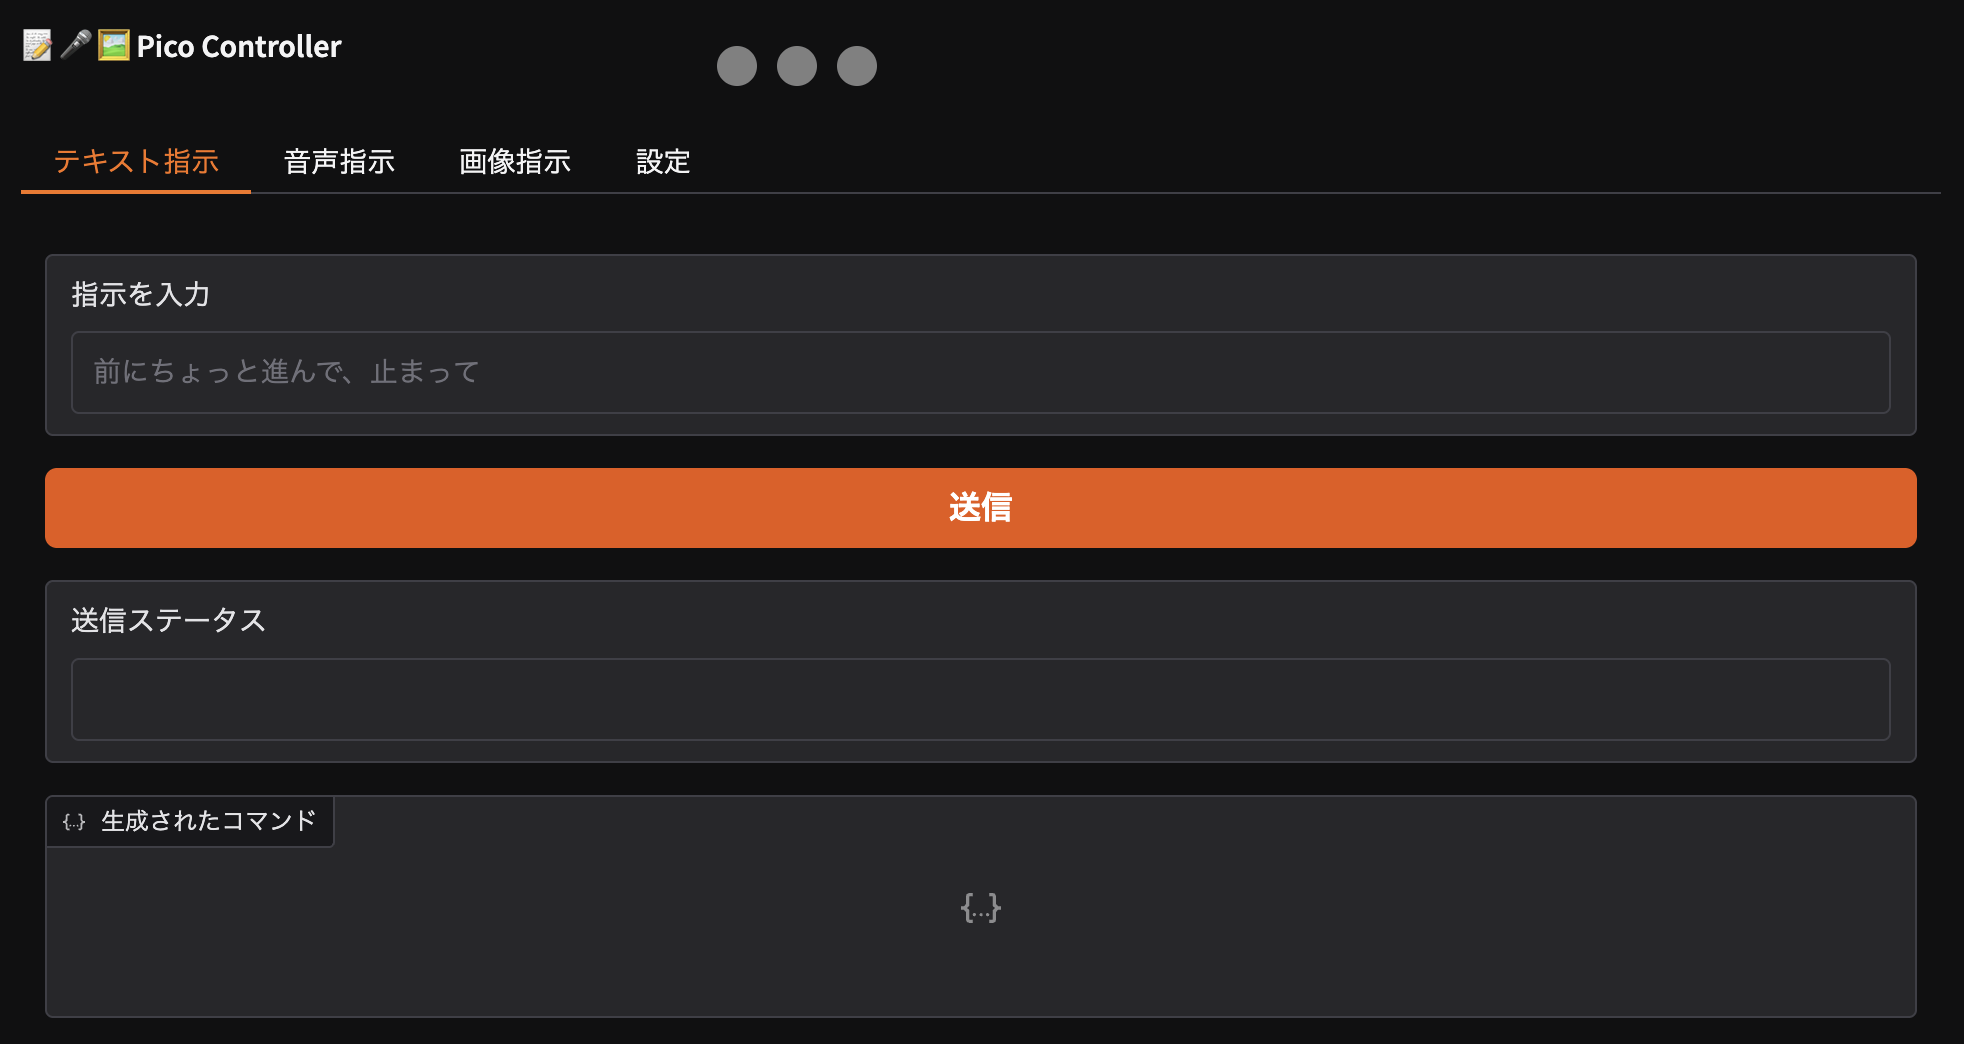 📝🎤🖼️ Pico Controller
テキスト指示 音声指示 画像指示 設定
指示を入力
前にちょっと進んで、止まって
送信
送信ステータス
{...} 生成されたコマンド
{...}